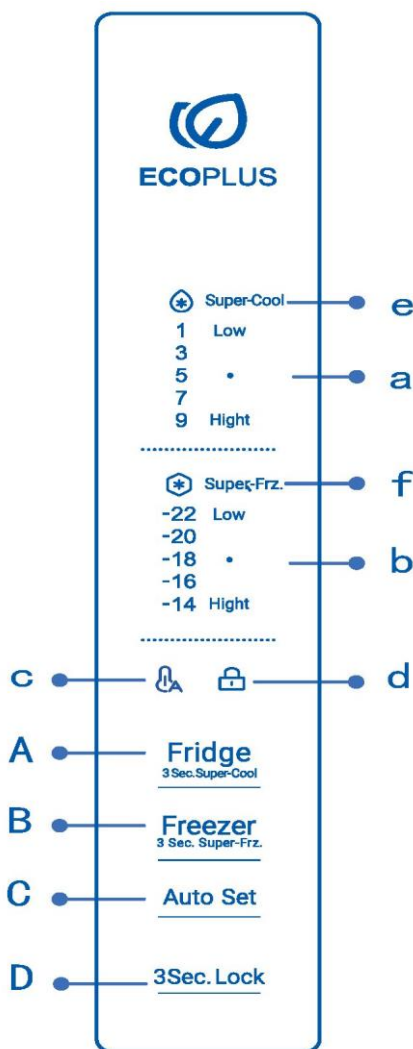 ECOPLUS
Super-Cool e
1 Low
3
5 a
7
9 Hight
Super-Frz. f
-22 Low
-20
-18 b
-16
-14 Hight
c A d
A Fridge
3 Sec. Super-Cool
B Freezer
3 Sec. Super-Frz.
C Auto Set
D 3Sec. Lock